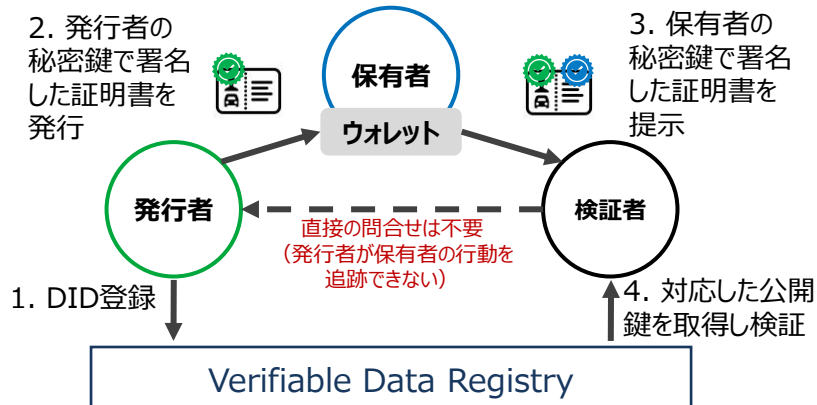 2. 発行者の
秘密鍵で署名
した証明書を
発行
保有者
ウォレット
3. 保有者の
秘密鍵で署名
した証明書を
提示
発行者
検証者
直接の問合せは不要
（発行者が保有者の行動を
追跡できない）
1. DID登録
4. 対応した公開
鍵を取得し検証
Verifiable Data Registry